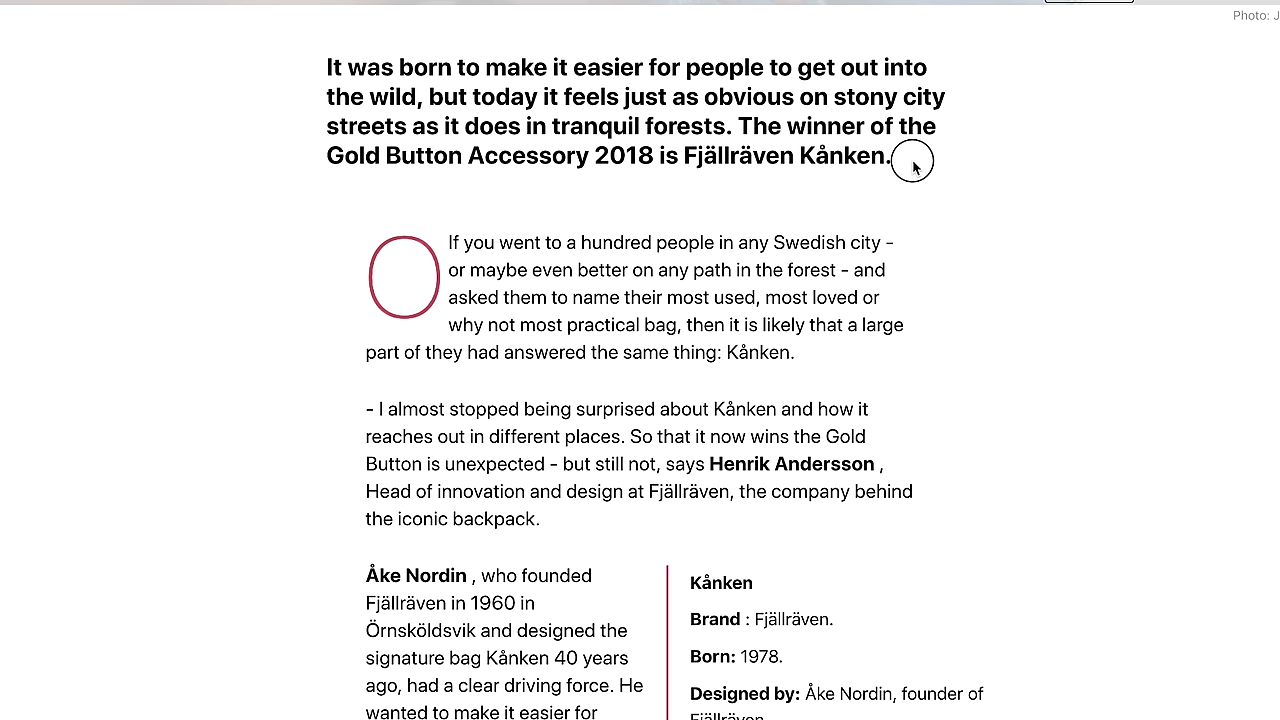 Photo: J
It was born to make it easier for people to get out into
the wild, but today it feels just as obvious on stony city
streets as it does in tranquil forests. The winner of the
Gold Button Accessory 2018 is Fjällräven Kånken.
O
If you went to a hundred people in any Swedish city -
or maybe even better on any path in the forest - and
asked them to name their most used, most loved or
why not most practical bag, then it is likely that a large
part of they had answered the same thing: Kånken.
- I almost stopped being surprised about Kånken and how it
reaches out in different places. So that it now wins the Gold
Button is unexpected - but still not, says Henrik Andersson ,
Head of innovation and design at Fjällräven, the company behind
the iconic backpack.
Åke Nordin , who founded
Fjällräven in 1960 in
Örnsköldsvik and designed the
signature bag Kånken 40 years
ago, had a clear driving force. He
wanted to make it easier for
Kånken
Brand : Fjällräven.
Born: 1978.
Designed by: Åke Nordin, founder of
Fjällräven.